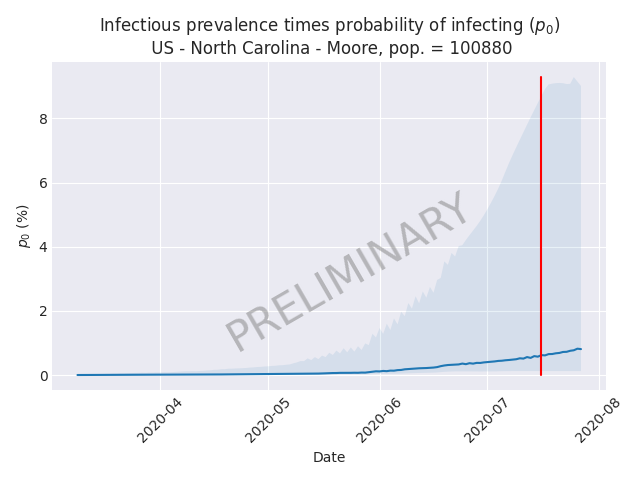 Infectious prevalence times probability of infecting (p₀)
US - North Carolina - Moore, pop. = 100880
8
6
4
2
0
p₀ (%)
PRELIMINARY
2020-04
2020-05
2020-06
2020-07
2020-08
Date